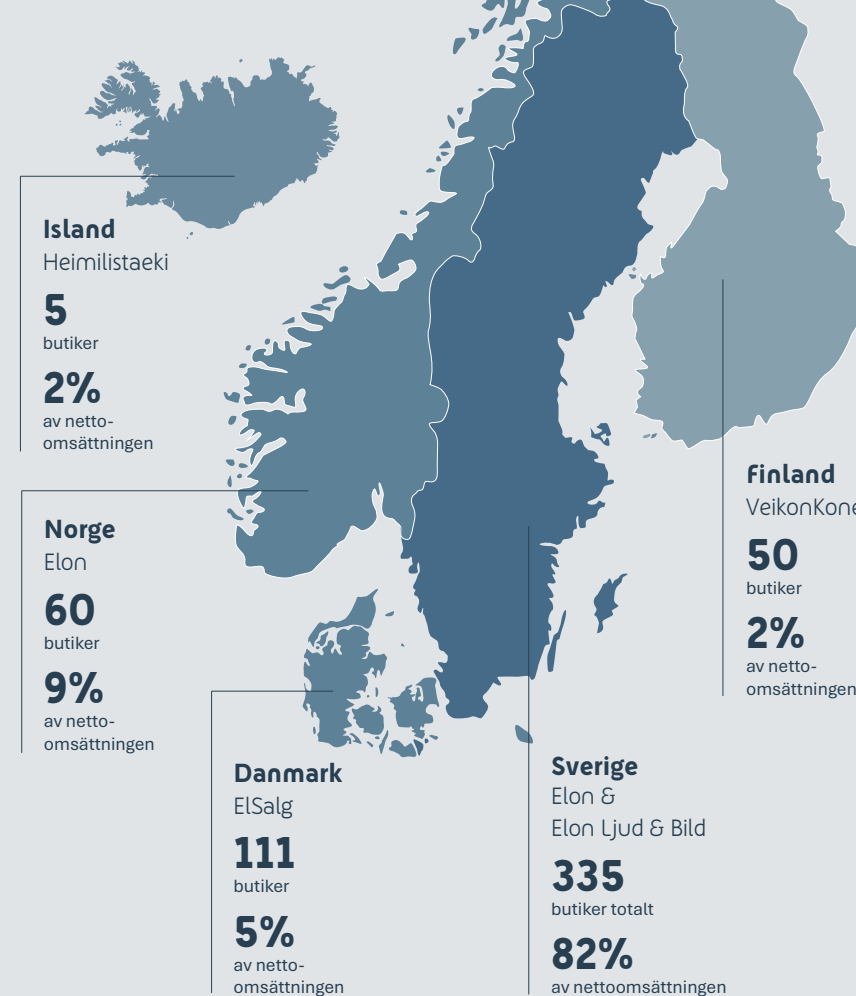 Island
Heimilistaeki
5
butiker
2%
av netto-
omsättningen
Norge
Elon
60
butiker
9%
av netto-
omsättningen
Danmark
ElSalg
111
butiker
5%
av netto-
omsättningen
Sverige
Elon &
Elon Ljud & Bild
335
butiker totalt
82%
av nettoomsättningen
Finland
VeikonKone
50
butiker
2%
av netto-
omsättningen